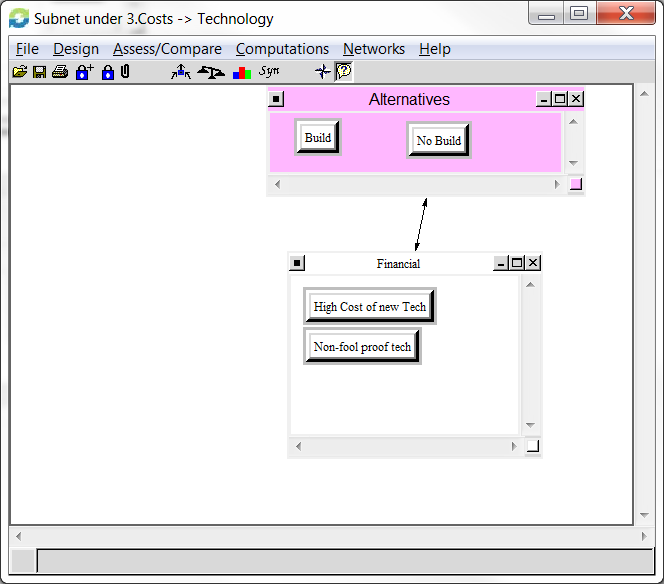 Subnet under 3.Costs -> Technology
File Design Assess/Compare Computations Networks Help
Syn
Alternatives
Build
No Build
Financial
High Cost of new Tech
Non-fool proof tech